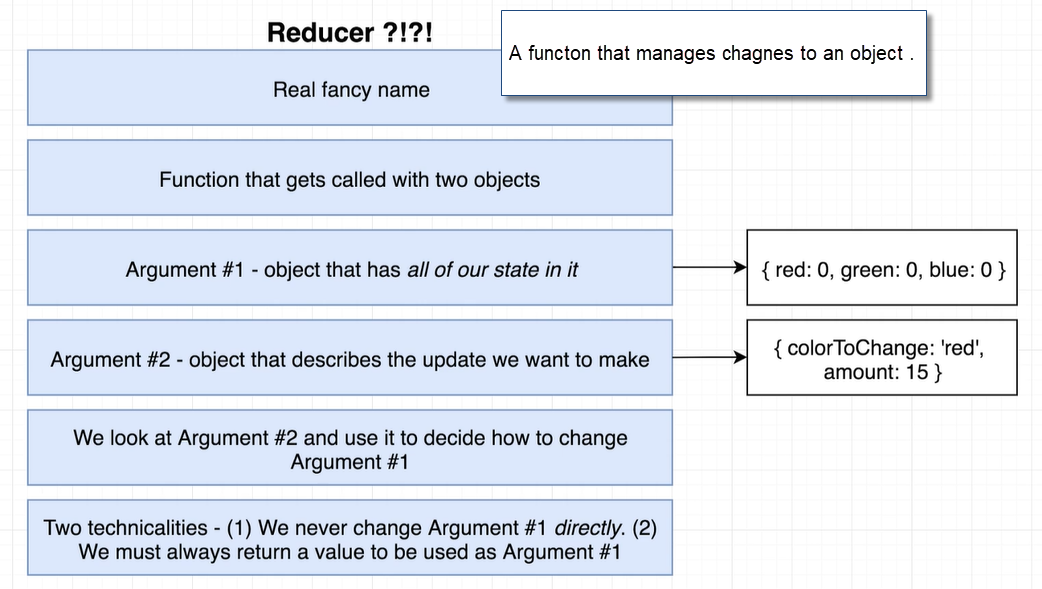 Reducer ?!?!
A functon that manages chagnes to an object .
Real fancy name
Function that gets called with two objects
Argument #1 - object that has all of our state in it
{ red: 0, green: 0, blue: 0 }
Argument #2 - object that describes the update we want to make
{ colorToChange: 'red',
amount: 15 }
We look at Argument #2 and use it to decide how to change
Argument #1
Two technicalities - (1) We never change Argument #1 directly. (2)
We must always return a value to be used as Argument #1